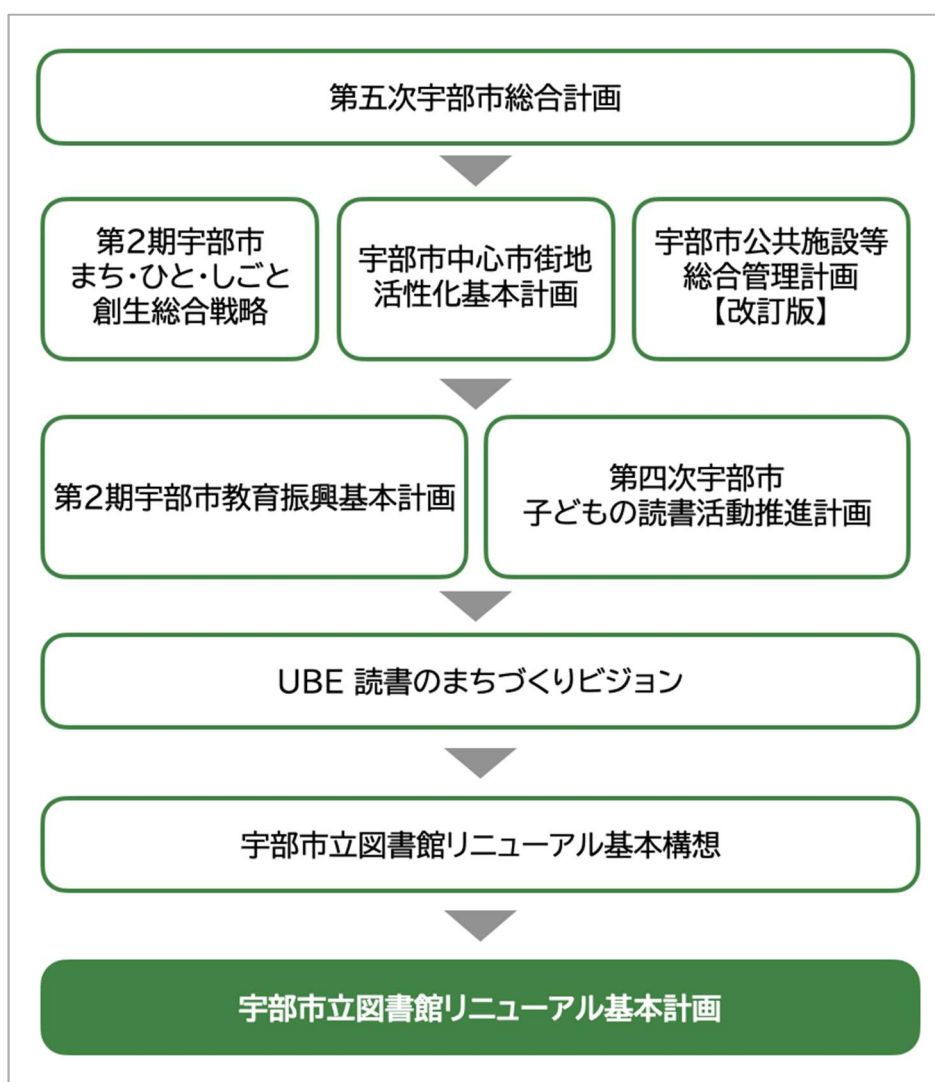 第五次宇部市総合計画
第2期宇部市
まち・ひと・しごと
創生総合戦略
宇部市中心市街地
活性化基本計画
宇部市公共施設等
総合管理計画
【改訂版】
第2期宇部市教育振興基本計画
第四次宇部市
子どもの読書活動推進計画
UBE 読書のまちづくりビジョン
宇部市立図書館リニューアル基本構想
宇部市立図書館リニューアル基本計画